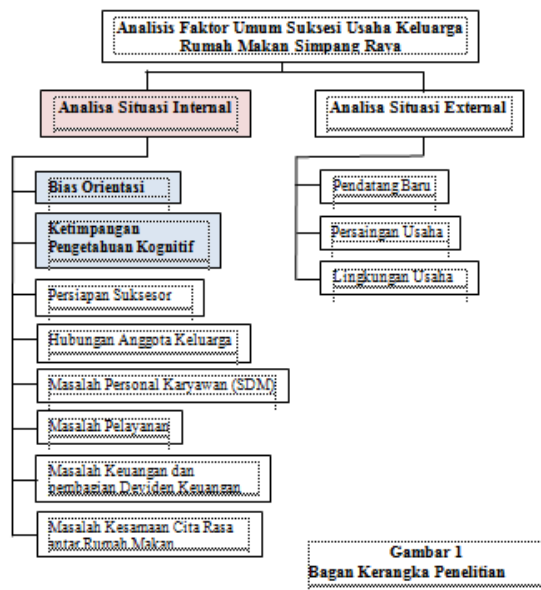 Analisis Faktor Umum Suksesi Usaha Keluarga
Rumah Makan Simpang Raya
Analisa Situasi Internal
Bias Orientasi
Ketimpangan
Pengetahuan Kognitif
Persiapan Suksesor
Hubungan Anggota Keluarga
Masalah Personal Karyawan (SDM)
Masalah Pelayanan
Masalah Keuangan dan
pembagian Deviden Keuangan
Masalah Kesamaan Cita Rasa
antar Rumah Makan
Analisa Situasi External
Pendatang Baru
Persaingan Usaha
Lingkungan Usaha
Gambar 1
Bagan Kerangka Penelitian